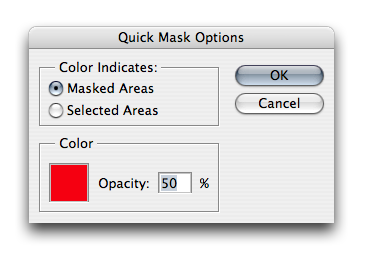 Quick Mask Options
Color Indicates:
Masked Areas
Selected Areas
OK
Cancel
Color
Opacity: 50 %